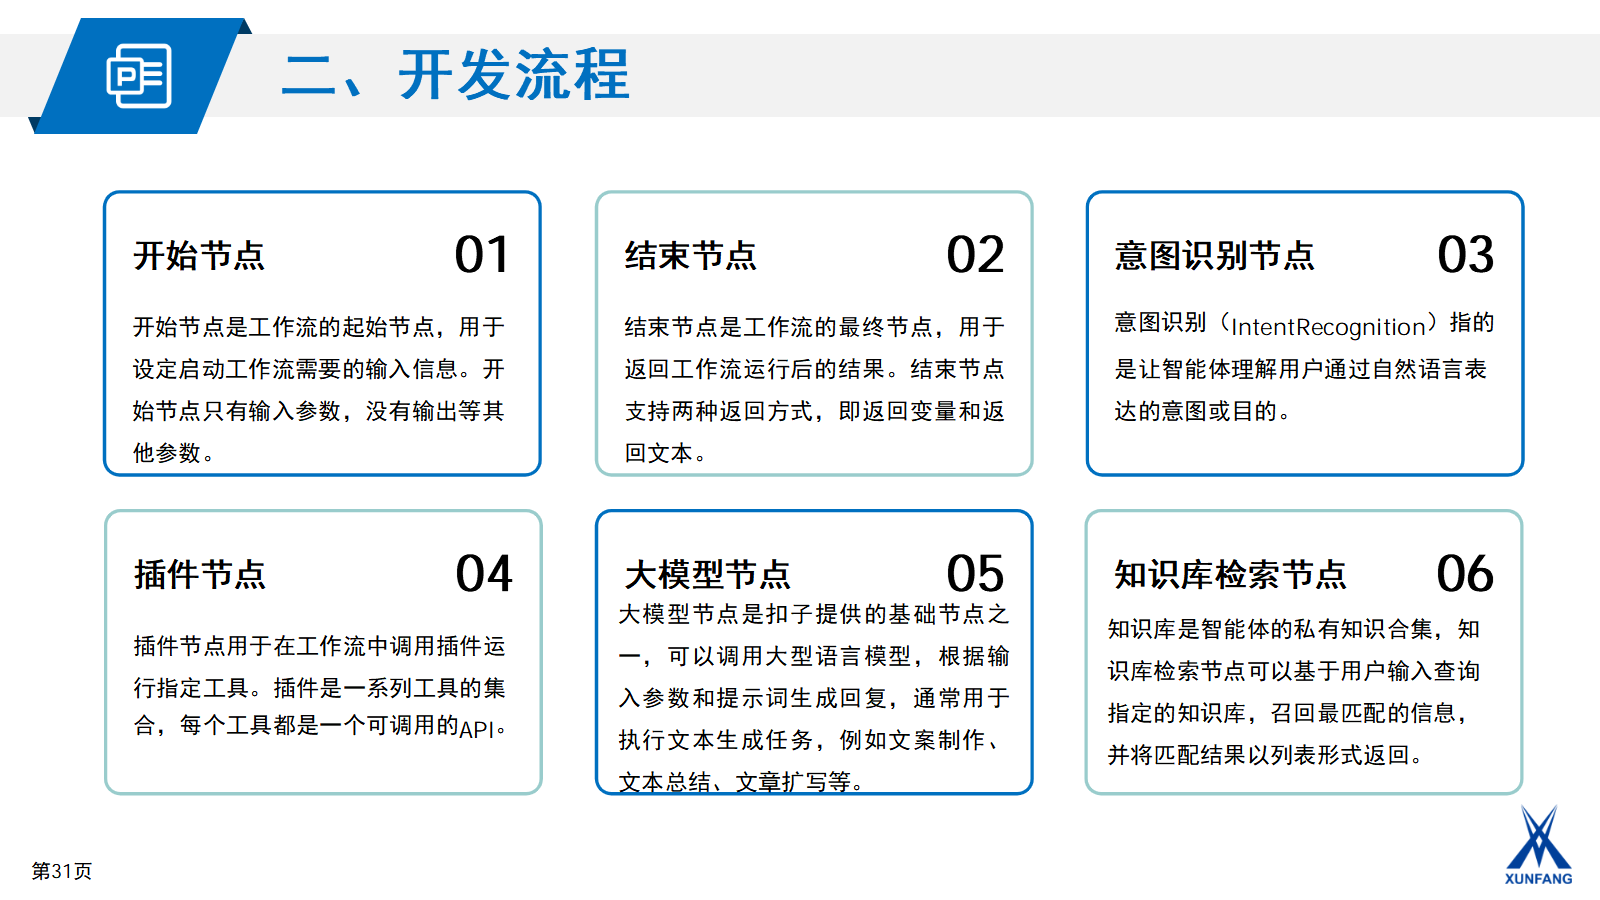 二、开发流程
开始节点 01
开始节点是工作流的起始节点，用于
设定启动工作流需要的输入信息。开
始节点只有输入参数，没有输出等其
他参数。
结束节点 02
结束节点是工作流的最终节点，用于
返回工作流运行后的结果。结束节点
支持两种返回方式，即返回变量和返
回文本。
意图识别节点 03
意图识别（IntentRecognition）指的
是让智能体理解用户通过自然语言表
达的意图或目的。
插件节点 04
插件节点用于在工作流中调用插件运
行指定工具。插件是一系列工具的集
合，每个工具都是一个可调用的API。
大模型节点 05
大模型节点是扣子提供的基础节点之
一，可以调用大型语言模型，根据输
入参数和提示词生成回复，通常用于
执行文本生成任务，例如文案制作、
文本总结、文章扩写等。
知识库检索节点 06
知识库是智能体的私有知识合集，知
识库检索节点可以基于用户输入查询
指定的知识库，召回最匹配的信息，
并将匹配结果以列表形式返回。
第31页
XUNFANG